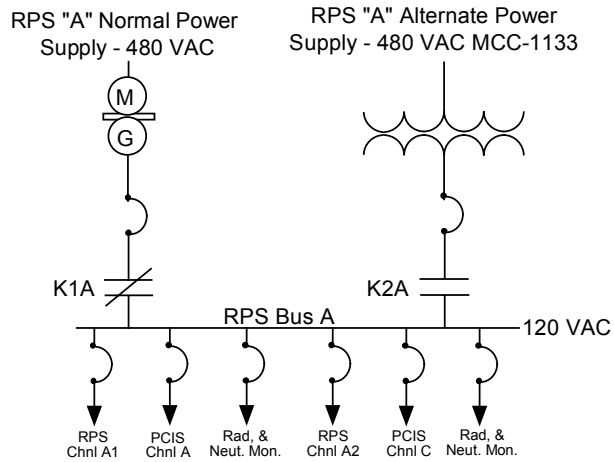 RPS "A" Normal Power
Supply - 480 VAC
RPS "A" Alternate Power
Supply - 480 VAC MCC-1133
M
G
K1A
K2A
RPS Bus A
120 VAC
RPS
Chnl A1
PCIS
Chnl A
Rad, &
Neut. Mon.
RPS
Chnl A2
PCIS
Chnl C
Rad, &
Neut. Mon.